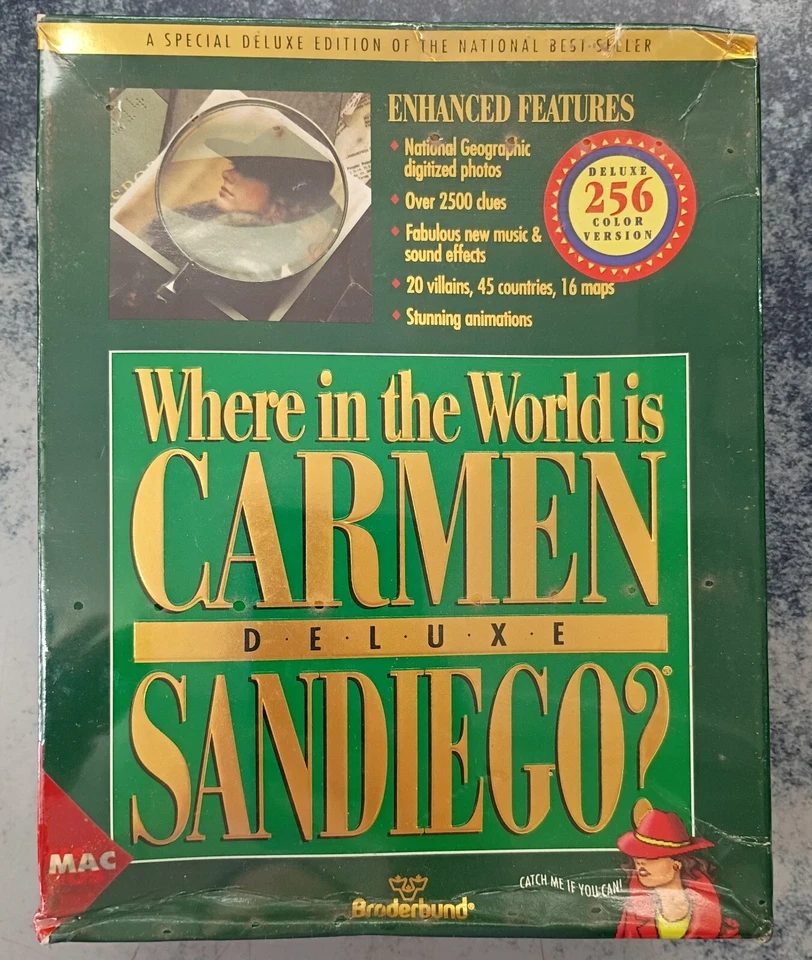 A SPECIAL DELUXE EDITION OF THE NATIONAL BEST-SELLER
ENHANCED FEATURES
National Geographic
digitized photos
Over 2500 clues
Fabulous new music &
sound effects
20 villains, 45 countries, 16 maps
Stunning animations
DELUXE
256
COLOR
VERSION
Where in the World is
CARMEN
D·E·L·U·X·E
SANDIEGO?®
MAC
CATCH ME IF YOU CAN!
Brøderbund®